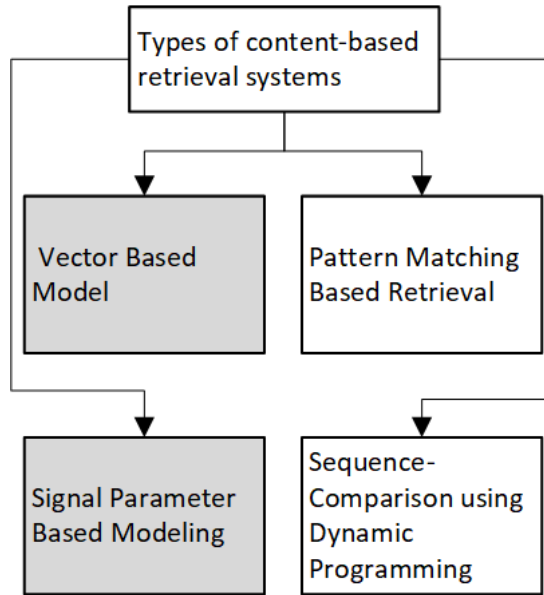 Types of content-based
retrieval systems
Vector Based
Model
Pattern Matching
Based Retrieval
Signal Parameter
Based Modeling
Sequence-
Comparison using
Dynamic
Programming